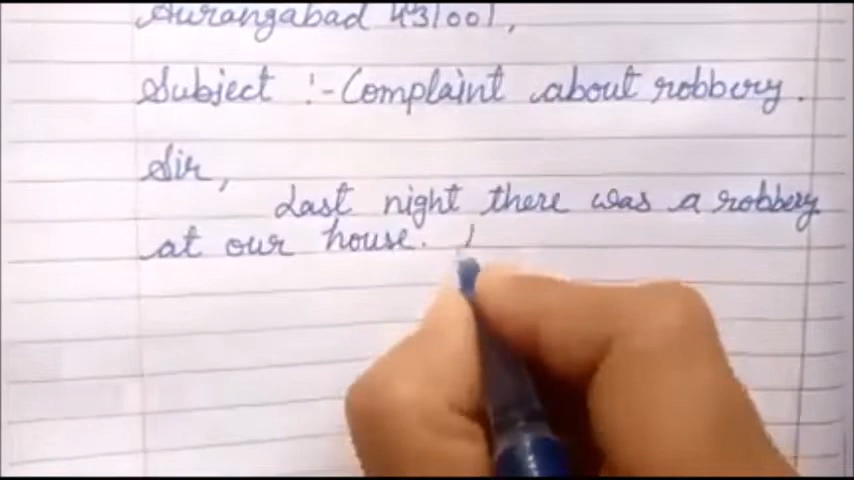 Aurangabad 431001,
Subject :- Complaint about robbery.
Sir,
Last night there was a robbery
at our house.